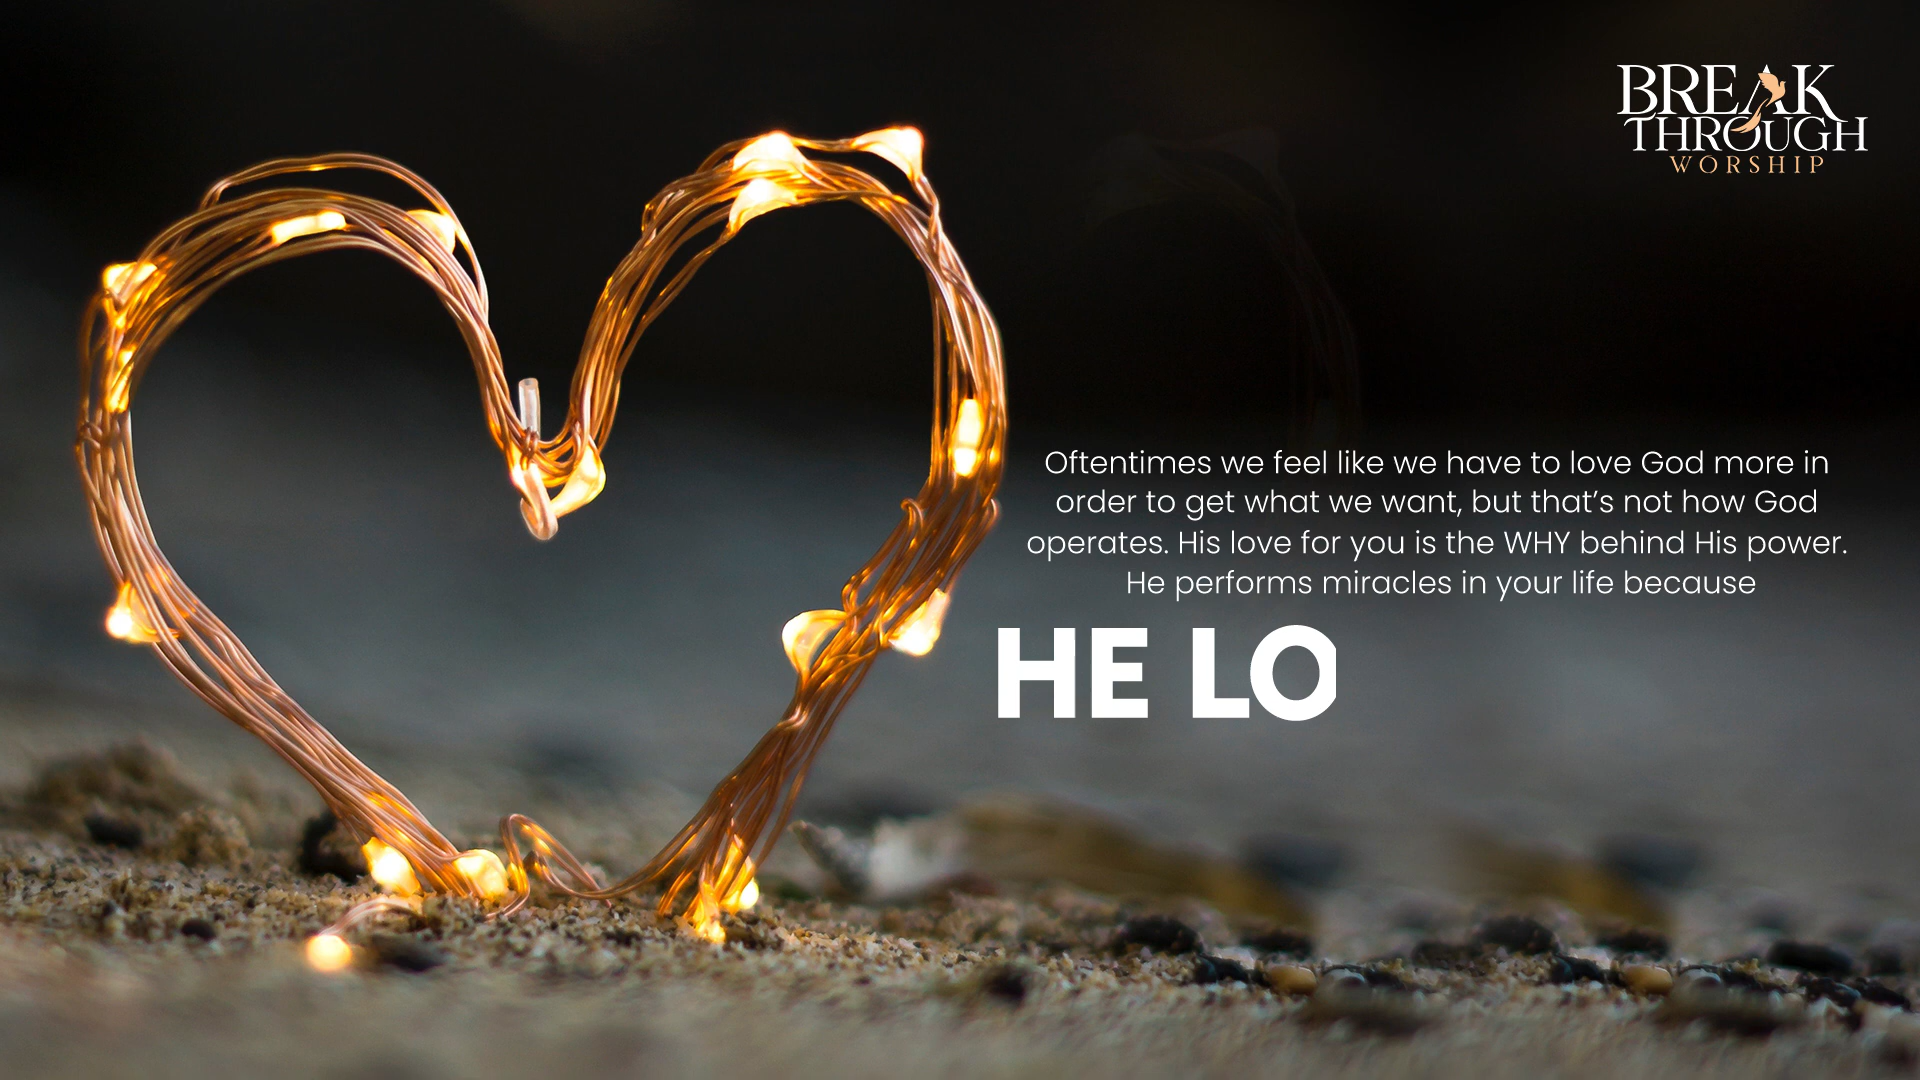 BREAK
THROUGH
WORSHIP
Oftentimes we feel like we have to love God more in
order to get what we want, but that’s not how God
operates. His love for you is the WHY behind His power.
He performs miracles in your life because
HE LO